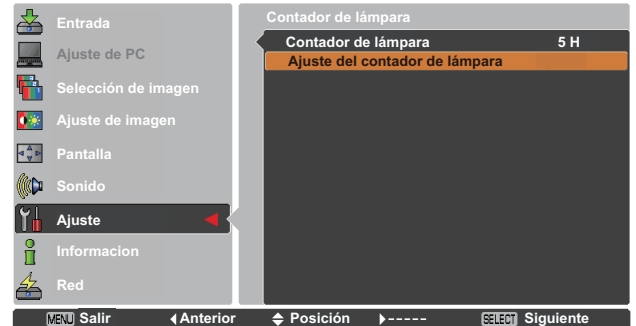 Entrada
Ajuste de PC
Selección de imagen
Ajuste de imagen
Pantalla
Sonido
Ajuste
Informacion
Red
Contador de lámpara
Contador de lámpara 5 H
Ajuste del contador de lámpara
MENU Salir Anterior Posición ----- SELECT Siguiente